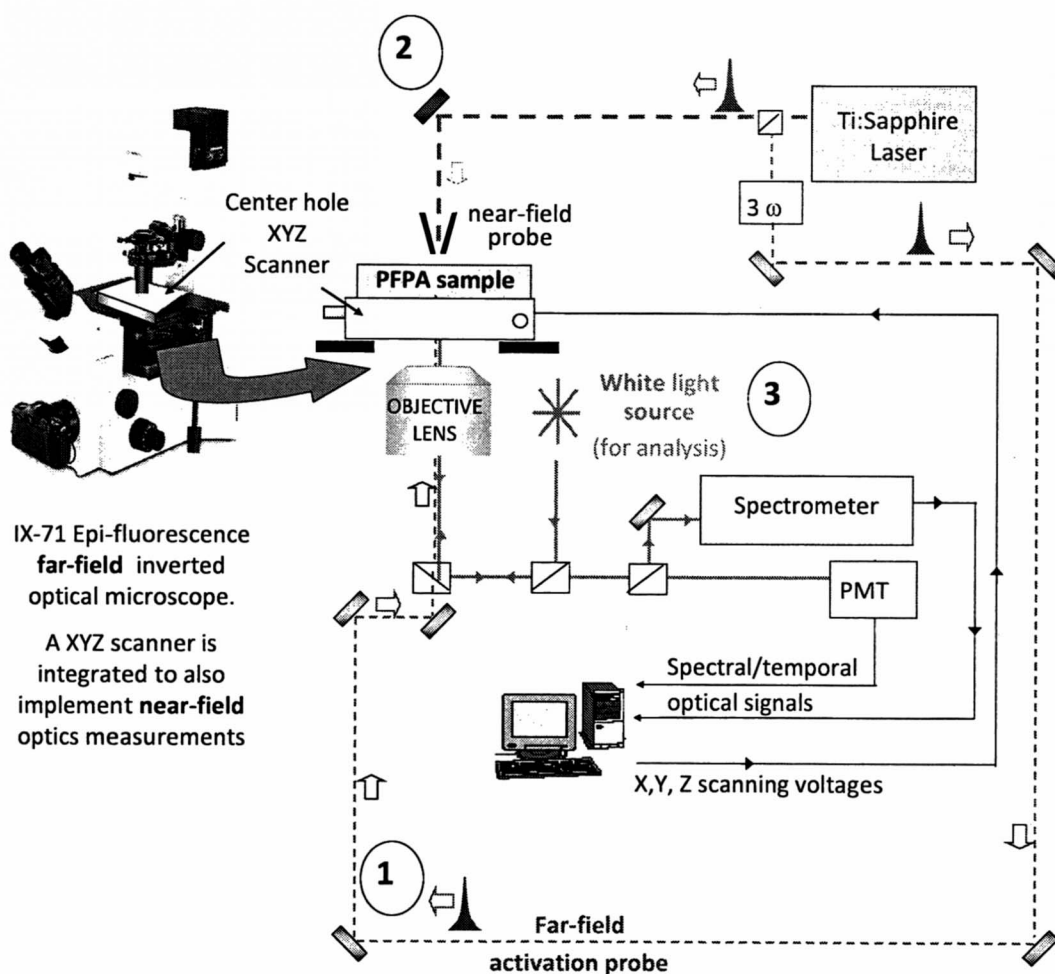 2
Ti:Sapphire
Laser
3 ω
Center hole
XYZ
Scanner
near-field
probe
PFPA sample
OBJECTIVE
LENS
White light
source
(for analysis)
3
Spectrometer
PMT
IX-71 Epi-fluorescence
far-field inverted
optical microscope.
A XYZ scanner is
integrated to also
implement near-field
optics measurements
Spectral/temporal
optical signals
X,Y, Z scanning voltages
1
Far-field
activation probe